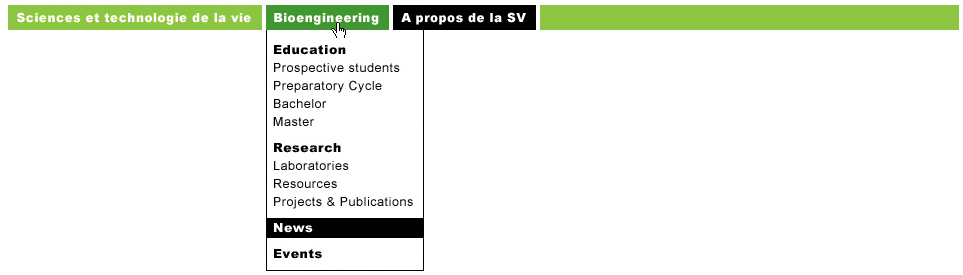 Sciences et technologie de la vie Bioengineering A propos de la SV
Education
Prospective students
Preparatory Cycle
Bachelor
Master
Research
Laboratories
Resources
Projects & Publications
News
Events